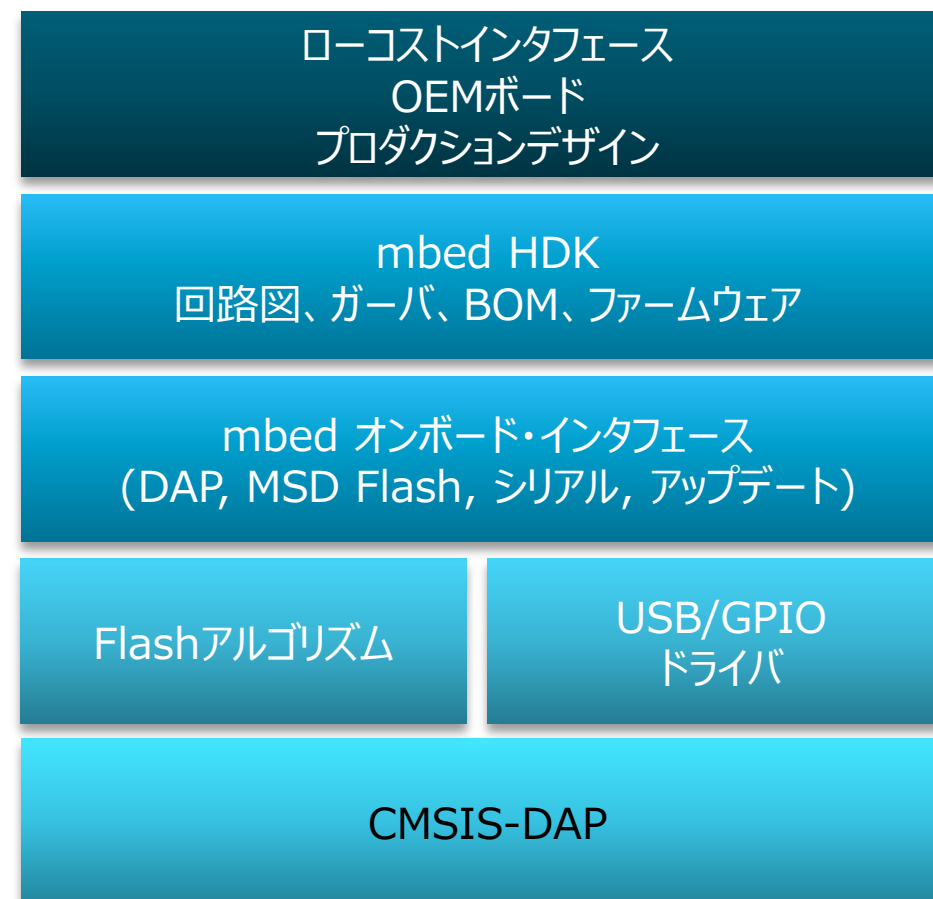 ローコストインタフェース
OEMボード
プロダクションデザイン
mbed HDK
回路図、ガーバ、BOM、ファームウェア
mbed オンボード・インタフェース
(DAP, MSD Flash, シリアル, アップデート)
Flashアルゴリズム
USB/GPIO
ドライバ
CMSIS-DAP